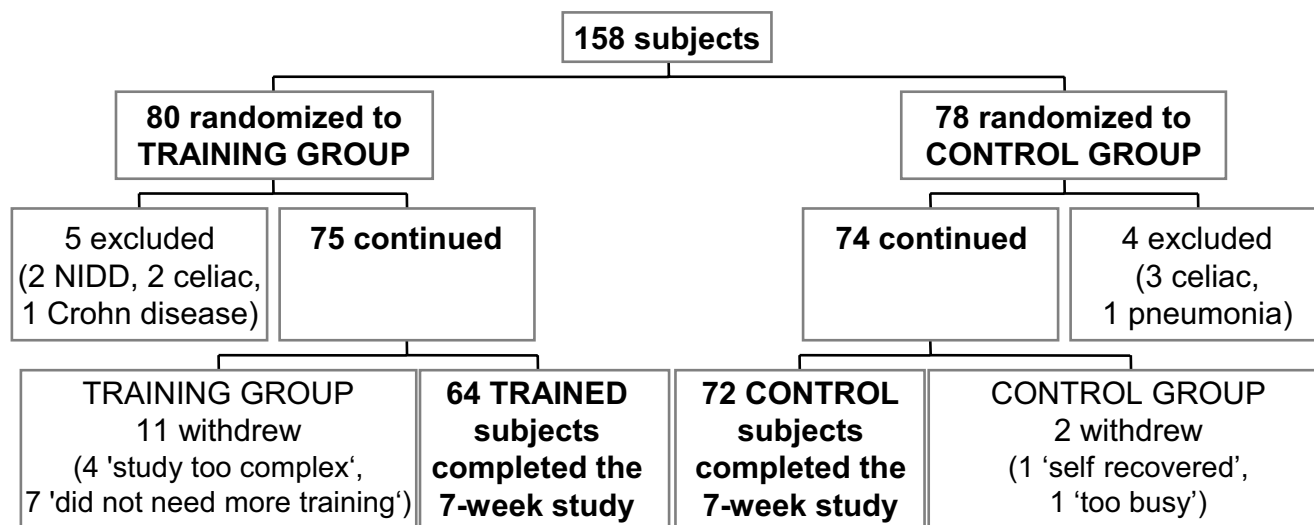 158 subjects
80 randomized to
TRAINING GROUP
78 randomized to
CONTROL GROUP
5 excluded
(2 NIDD, 2 celiac,
1 Crohn disease)
75 continued
74 continued
4 excluded
(3 celiac,
1 pneumonia)
TRAINING GROUP
11 withdrew
(4 'study too complex‘,
7 'did not need more training‘)
64 TRAINED
subjects
completed the
7-week study
72 CONTROL
subjects
completed the
7-week study
CONTROL GROUP
2 withdrew
(1 ‘self recovered’,
1 ‘too busy’)